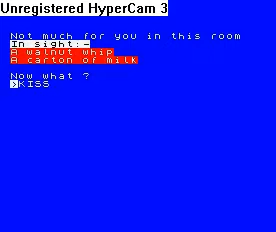 Unregistered HyperCam 3
Not much for you in this room
In sight:-
A walnut whip
A carton of milk
Now what ?
>KISS